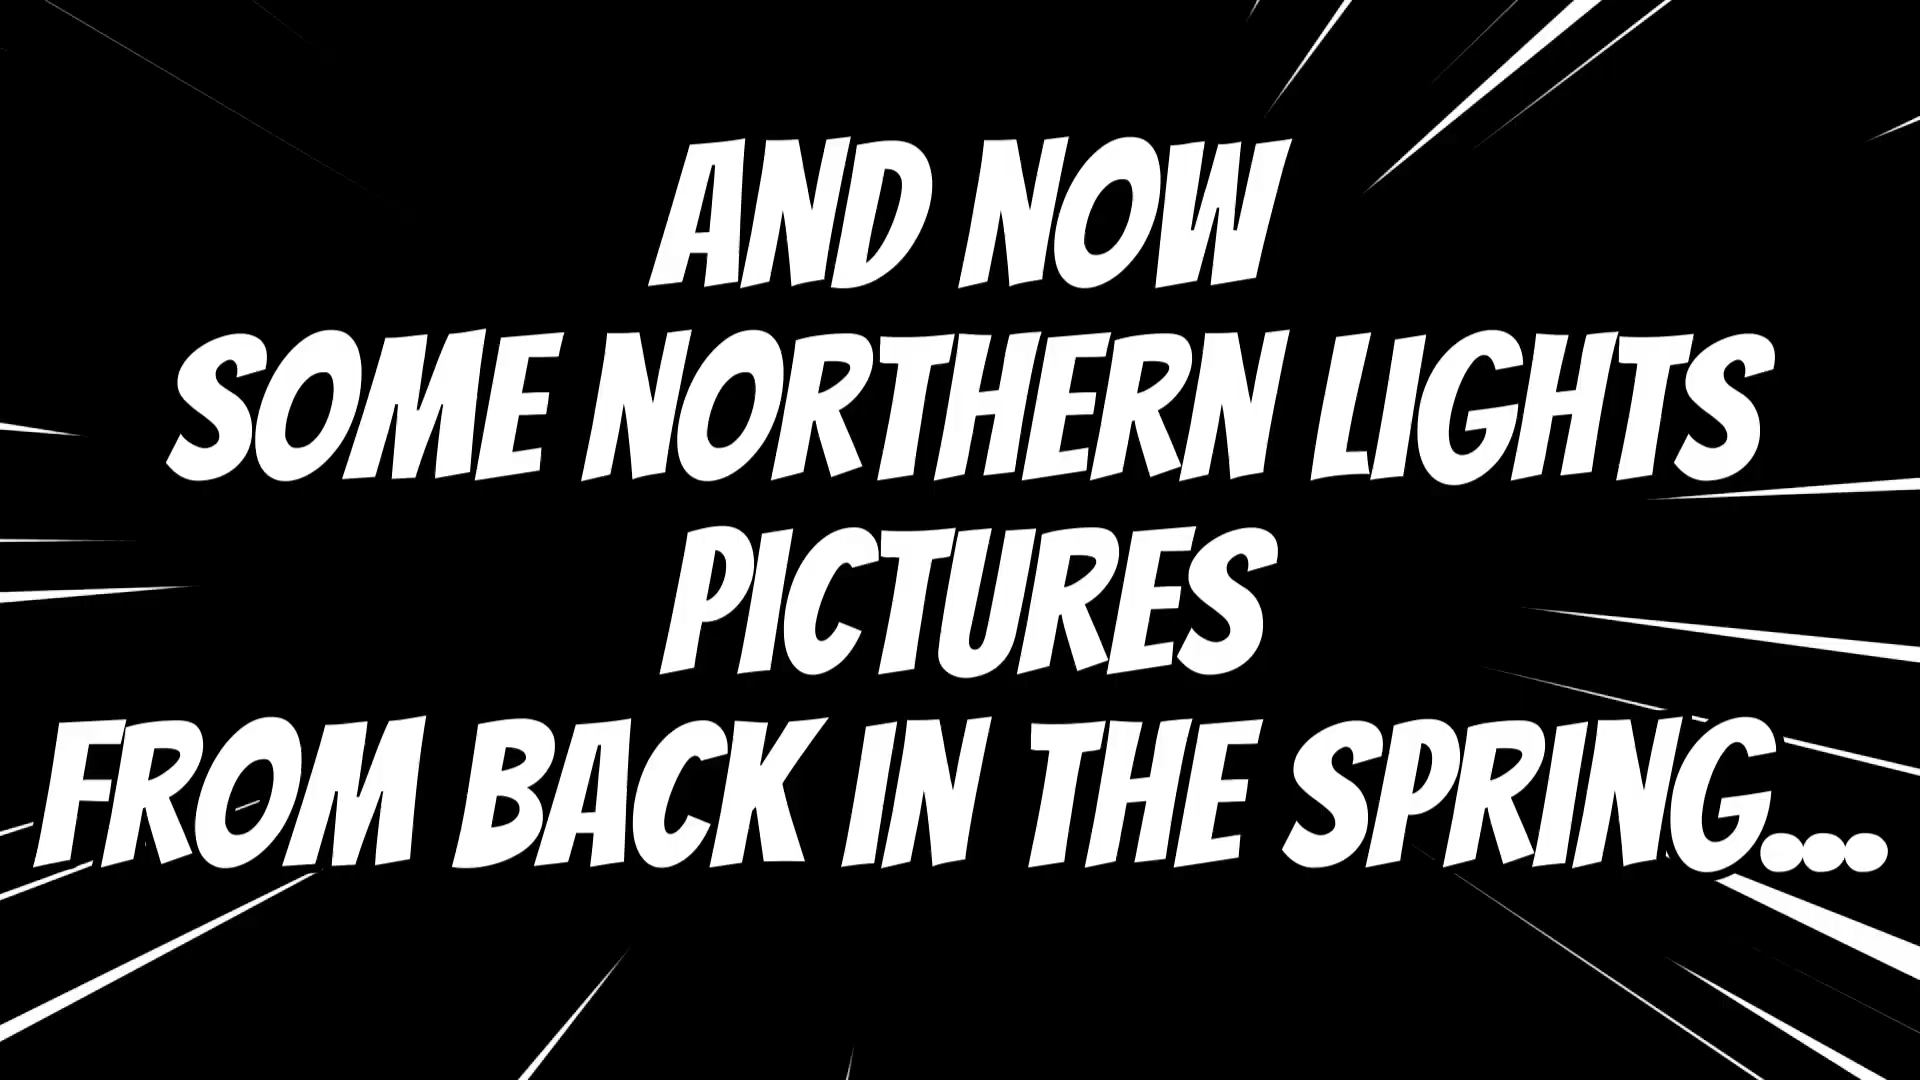 AND NOW
SOME NORTHERN LIGHTS
PICTURES
FROM BACK IN THE SPRING...